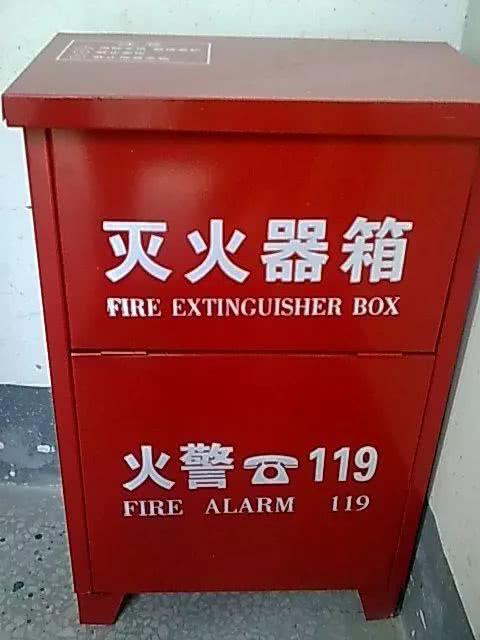 灭火器箱
FIRE EXTINGUISHER BOX
火警☎119
FIRE ALARM 119